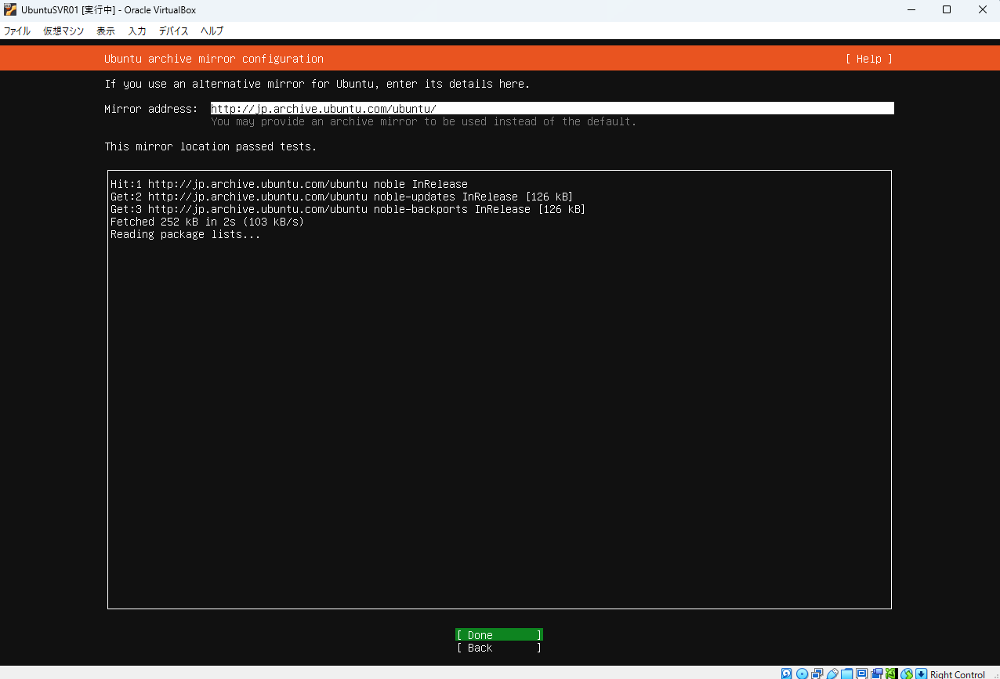 UbuntuSVR01 [実行中] - Oracle VirtualBox
ファイル 仮想マシン 表示 入力 デバイス ヘルプ
Ubuntu archive mirror configuration [ Help ]
If you use an alternative mirror for Ubuntu, enter its details here.
Mirror address: http://jp.archive.ubuntu.com/ubuntu/
You may provide an archive mirror to be used instead of the default.
This mirror location passed tests.
Hit:1 http://jp.archive.ubuntu.com/ubuntu noble InRelease
Get:2 http://jp.archive.ubuntu.com/ubuntu noble-updates InRelease [126 kB]
Get:3 http://jp.archive.ubuntu.com/ubuntu noble-backports InRelease [126 kB]
Fetched 252 kB in 2s (103 kB/s)
Reading package lists...
[ Done ]
[ Back ]
Right Control